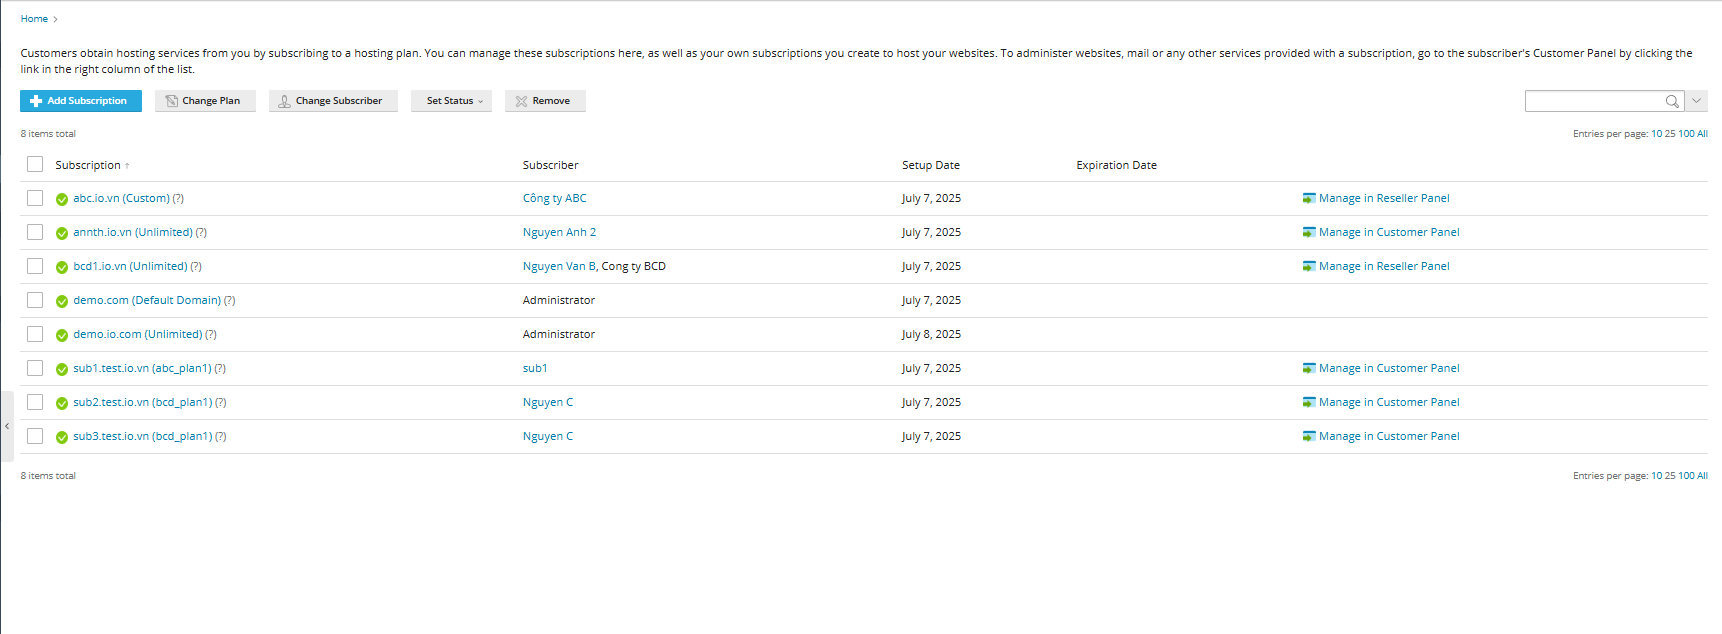 Home >
Customers obtain hosting services from you by subscribing to a hosting plan. You can manage these subscriptions here, as well as your own subscriptions you create to host your websites. To administer websites, mail or any other services provided with a subscription, go to the subscriber's Customer Panel by clicking the
link in the right column of the list.
Add Subscription Change Plan Change Subscriber Set Status Remove
8 items total Entries per page: 10 25 100 All
Subscription ↑ Subscriber Setup Date Expiration Date
abc.io.vn (Custom) (?) Công ty ABC July 7, 2025 Manage in Reseller Panel
annth.io.vn (Unlimited) (?) Nguyen Anh 2 July 7, 2025 Manage in Customer Panel
bcd1.io.vn (Unlimited) (?) Nguyen Van B, Cong ty BCD July 7, 2025 Manage in Reseller Panel
demo.com (Default Domain) (?) Administrator July 7, 2025
demo.io.com (Unlimited) (?) Administrator July 8, 2025
sub1.test.io.vn (abc_plan1) (?) sub1 July 7, 2025 Manage in Customer Panel
sub2.test.io.vn (bcd_plan1) (?) Nguyen C July 7, 2025 Manage in Customer Panel
sub3.test.io.vn (bcd_plan1) (?) Nguyen C July 7, 2025 Manage in Customer Panel
8 items total Entries per page: 10 25 100 All